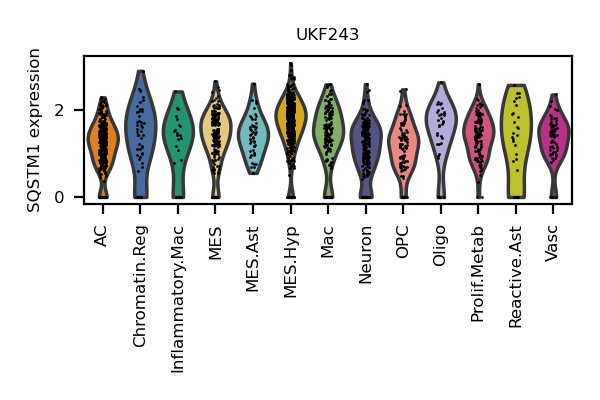 UKF243
SQSTM1 expression
2
0
AC
Chromatin.Reg
Inflammatory.Mac
MES
MES.Ast
MES.Hyp
Mac
Neuron
OPC
Oligo
Prolif.Metab
Reactive.Ast
Vasc